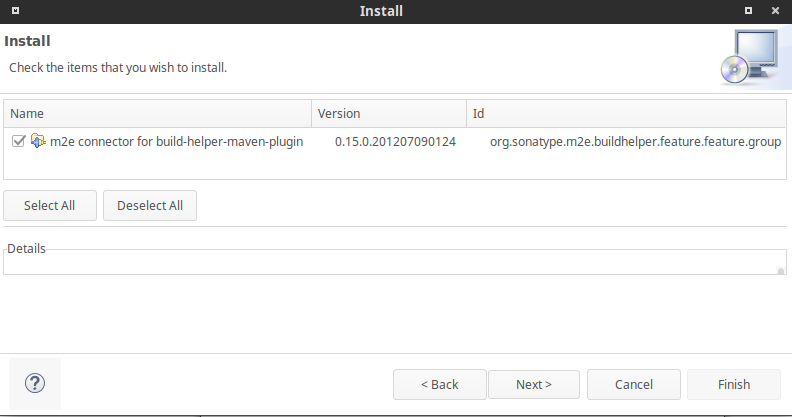 Install
Install
Check the items that you wish to install.
Name Version Id
m2e connector for build-helper-maven-plugin 0.15.0.201207090124 org.sonatype.m2e.buildhelper.feature.feature.group
Select All Deselect All
Details
? < Back Next > Cancel Finish